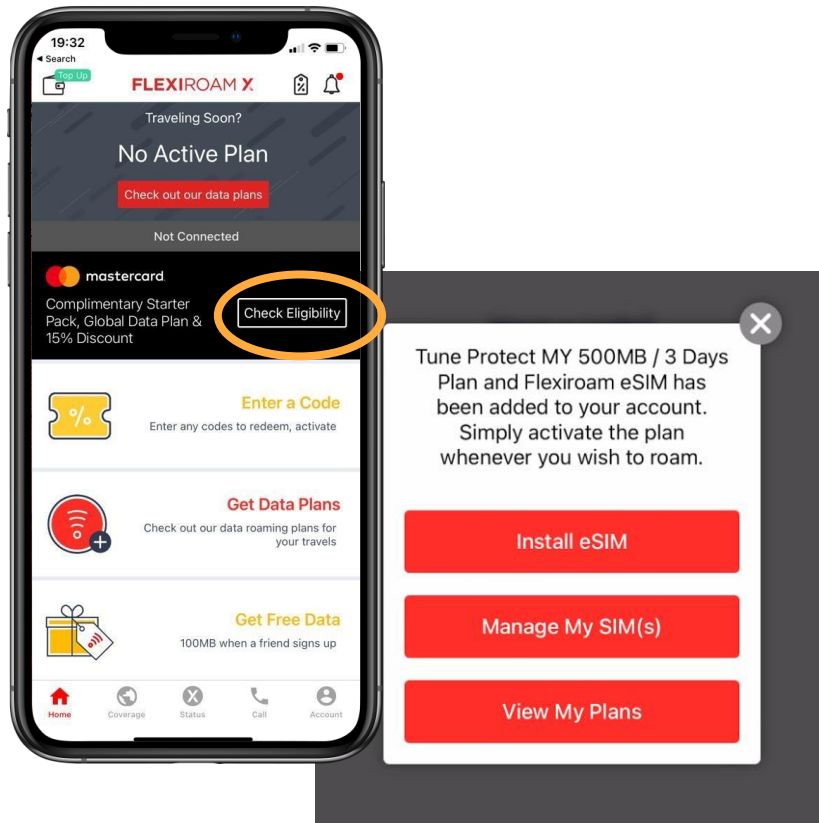 19:32
◂ Search
Top Up
FLEXIROAM X
Traveling Soon?
No Active Plan
Check out our data plans
Not Connected
mastercard.
Complimentary Starter
Pack, Global Data Plan &
15% Discount
Check Eligibility
%
Enter a Code
Enter any codes to redeem, activate
Get Data Plans
Check out our data roaming plans for
your travels
Get Free Data
100MB when a friend signs up
Home
Coverage
Status
Call
Account
Tune Protect MY 500MB / 3 Days
Plan and Flexiroam eSIM has
been added to your account.
Simply activate the plan
whenever you wish to roam.
Install eSIM
Manage My SIM(s)
View My Plans